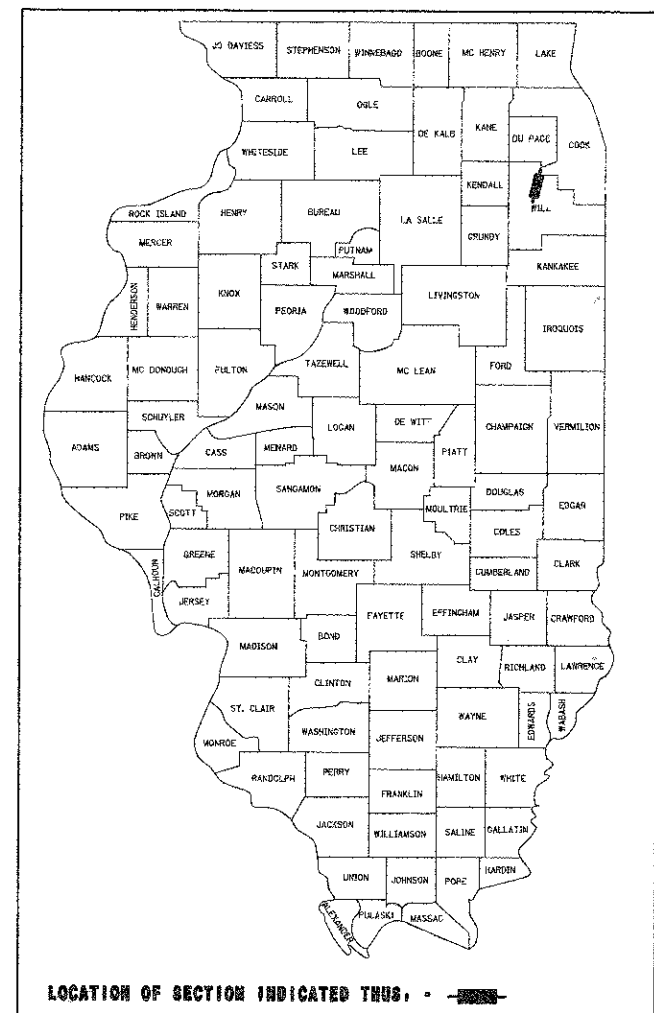 JO DAVIESS STEPHENSON WINNEBAGO BOONE MC HENRY LAKE
CARROLL OGLE DE KALB KANE DU PAGE COOK
WHITESIDE LEE KENDALL WILL
ROCK ISLAND HENRY BUREAU LA SALLE GRUNDY
MERCER PUTNAM KANKAKEE
STARK MARSHALL
HENDERSON WARREN KNOX PEORIA WOODFORD LIVINGSTON IROQUOIS
HANCOCK MC DONOUGH FULTON TAZEWELL MC LEAN FORD
SCHUYLER MASON LOGAN DE WITT CHAMPAIGN VERMILION
ADAMS BROWN CASS MENARD MACON PIATT
PIKE SCOTT MORGAN SANGAMON CHRISTIAN MOULTRIE DOUGLAS EDGAR
COLES
CALHOUN GREENE MACOUPIN MONTGOMERY SHELBY CUMBERLAND CLARK
JERSEY FAYETTE EFFINGHAM JASPER CRAWFORD
MADISON BOND CLAY RICHLAND LAWRENCE
CLINTON MARION
ST. CLAIR WASHINGTON JEFFERSON WAYNE EDWARDS WABASH
MONROE
RANDOLPH PERRY FRANKLIN HAMILTON WHITE
JACKSON WILLIAMSON SALINE GALLATIN
UNION JOHNSON POPE HARDIN
ALEXANDER PULASKI MASSAC
LOCATION OF SECTION INDICATED THUS, -